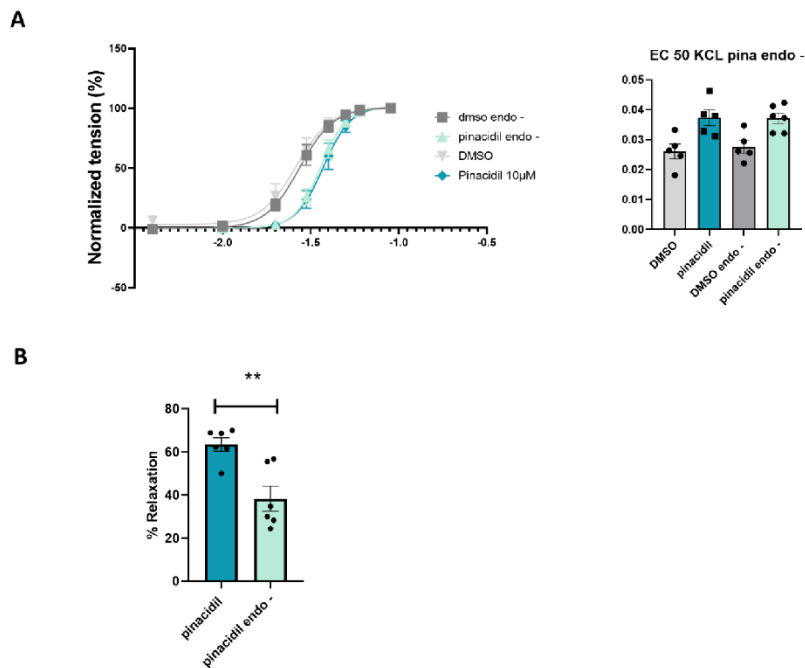 A
Normalized tension (%)
150
100
50
0
-50
-2.0
-1.5
-1.0
-0.5
dmso endo -
pinacidil endo -
DMSO
Pinacidil 10µM
EC 50 KCL pina endo -
0.05
0.04
0.03
0.02
0.01
0.00
DMSO
pinacidil
DMSO endo -
pinacidil endo -
B
**
% Relaxation
80
60
40
20
0
pinacidil
pinacidil endo -